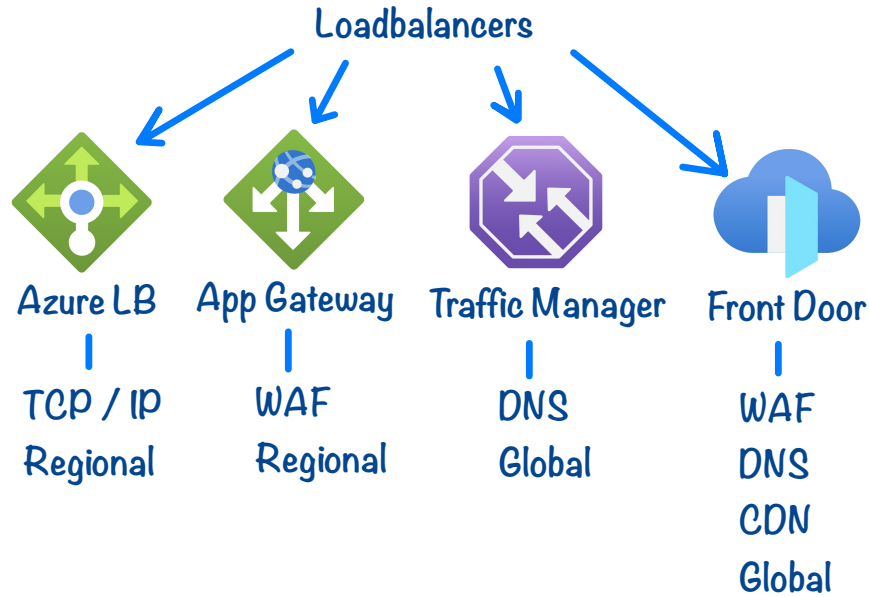 Loadbalancers
Azure LB
TCP / IP
Regional
App Gateway
WAF
Regional
Traffic Manager
DNS
Global
Front Door
WAF
DNS
CDN
Global